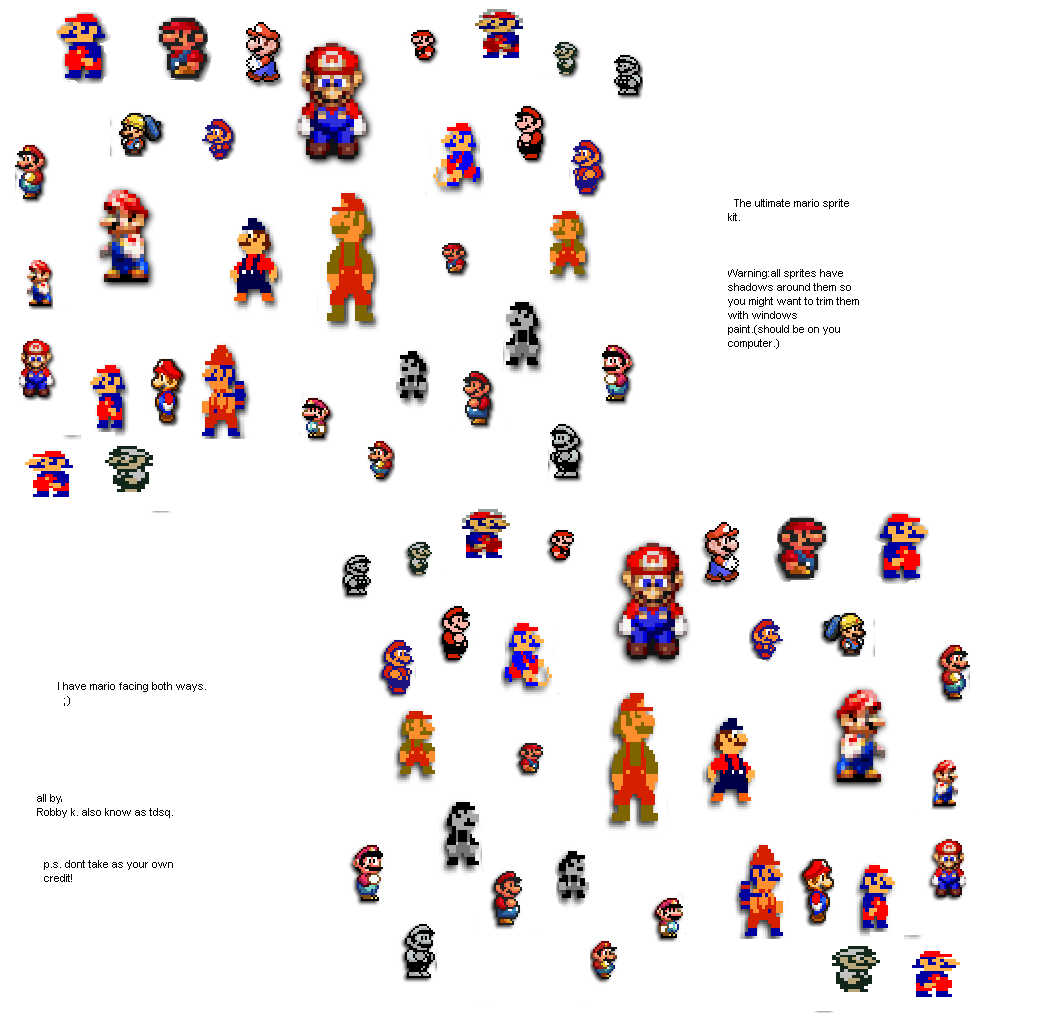 The ultimate mario sprite
kit.
Warning:all sprites have
shadows around them so
you might want to trim them
with windows
paint.(should be on you
computer.)
I have mario facing both ways.
;)
all by,
Robby k. also know as tdsq.
p.s. dont take as your own
credit!